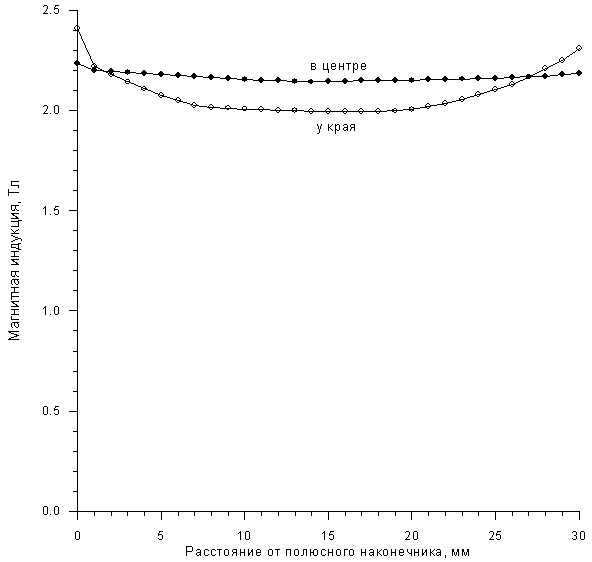 2.5
2.0
1.5
1.0
0.5
0.0
Магнитная индукция, Тл
в центре
у края
0 5 10 15 20 25 30
Расстояние от полюсного наконечника, мм